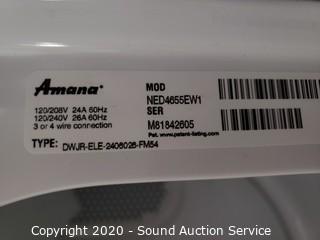 Amana
120/208V 24A 60Hz
120/240V 26A 60Hz
3 or 4 wire connection
MOD
NED4655EW1
SER
M81842605
Pat. www.patent-listing.com
TYPE: DWJR-ELE-2406026-FM54
Copyright 2020 - Sound Auction Service